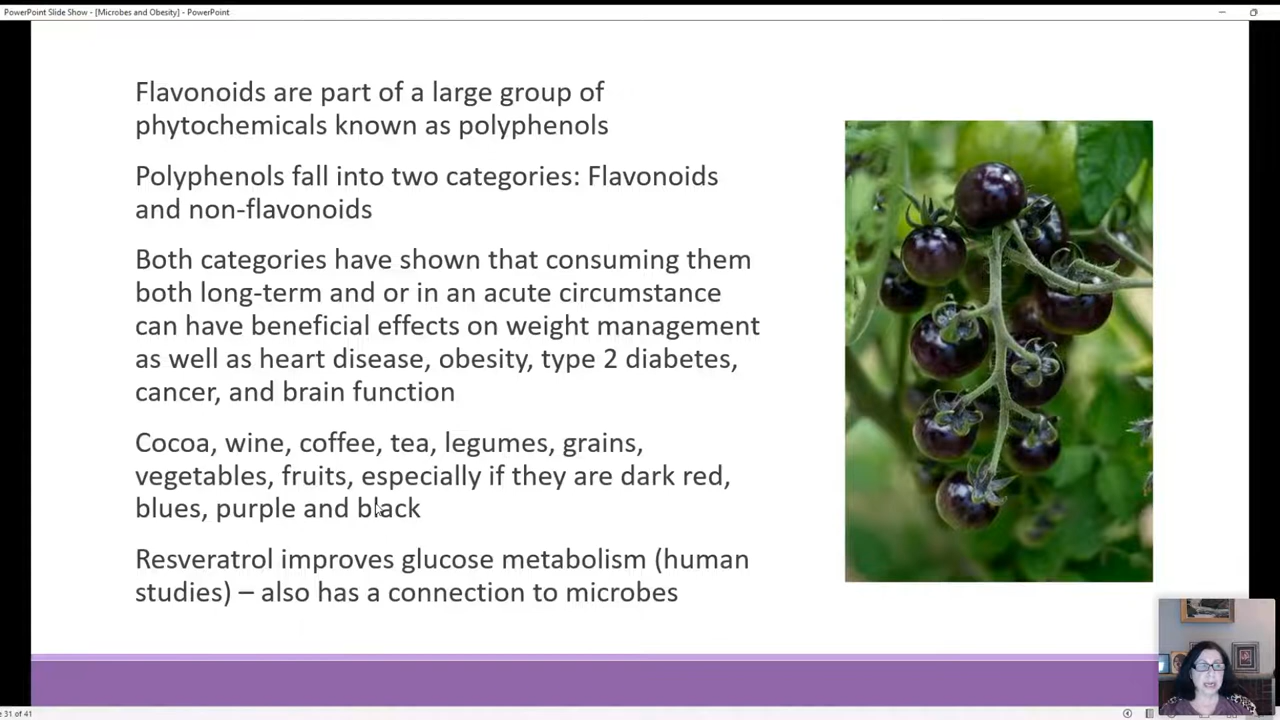 PowerPoint Slide Show - [Microbes and Obesity] - PowerPoint
Flavonoids are part of a large group of
phytochemicals known as polyphenols
Polyphenols fall into two categories: Flavonoids
and non-flavonoids
Both categories have shown that consuming them
both long-term and or in an acute circumstance
can have beneficial effects on weight management
as well as heart disease, obesity, type 2 diabetes,
cancer, and brain function
Cocoa, wine, coffee, tea, legumes, grains,
vegetables, fruits, especially if they are dark red,
blues, purple and black
Resveratrol improves glucose metabolism (human
studies) – also has a connection to microbes
e 31 of 41